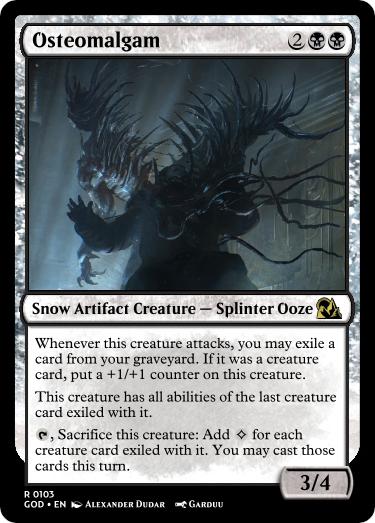 Osteomalgam 2
Snow Artifact Creature — Splinter Ooze
Whenever this creature attacks, you may exile a
card from your graveyard. If it was a creature
card, put a +1/+1 counter on this creature.
This creature has all abilities of the last creature
card exiled with it.
, Sacrifice this creature: Add for each
creature card exiled with it. You may cast those
cards this turn.
3/4
R 0103
GOD • EN Alexander Dudar Garduu